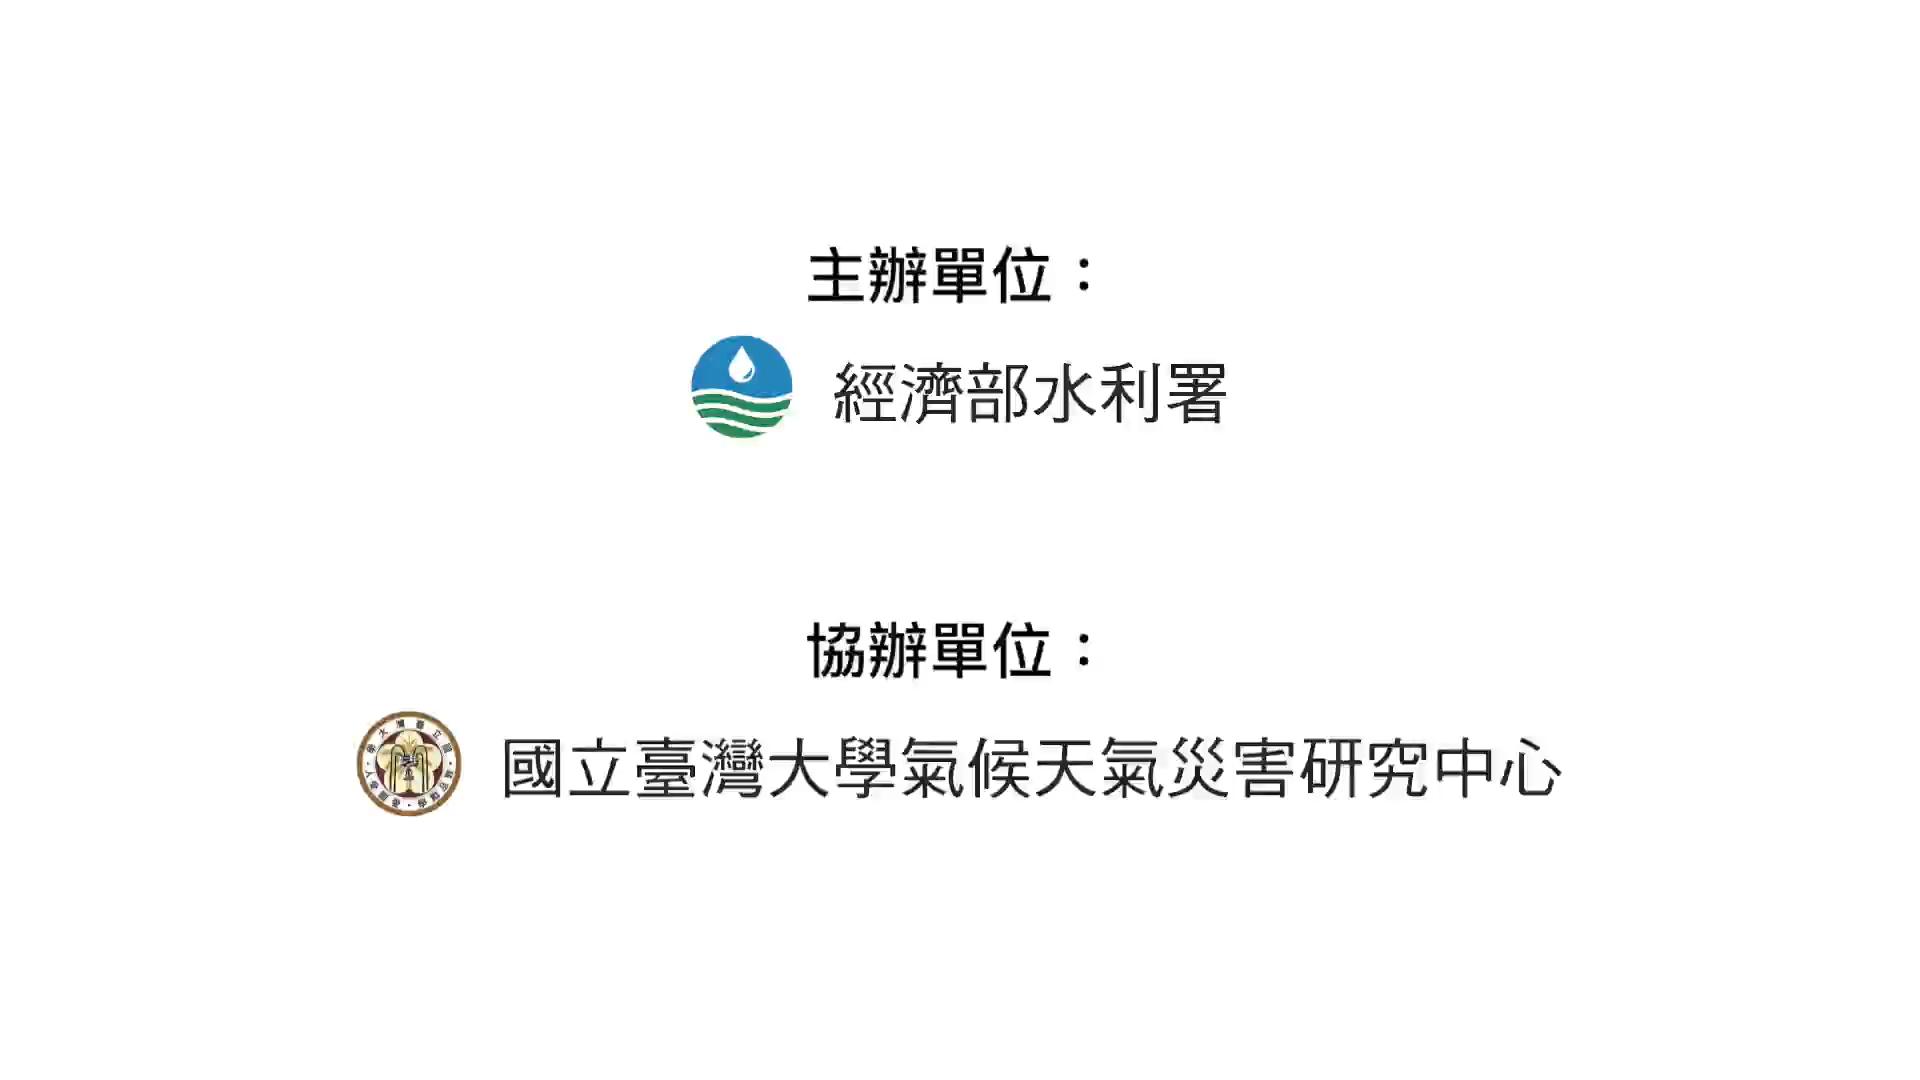 主辦單位：
經濟部水利署
協辦單位：
國立臺灣大學氣候天氣災害研究中心